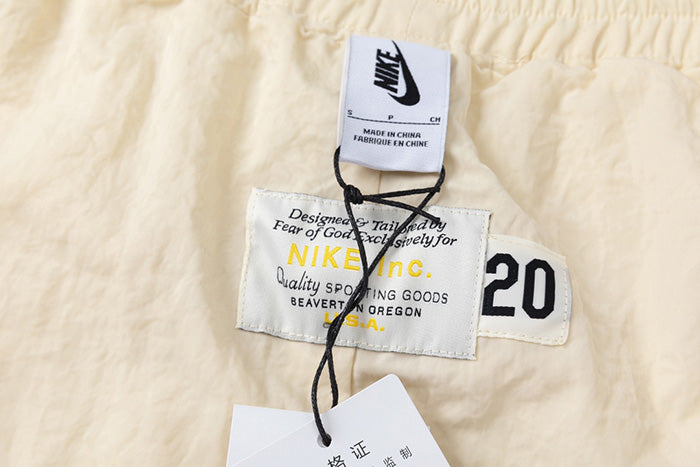 NIKE
S P CH
MADE IN CHINA
FABRIQUE EN CHINE
Designed & Tailored by
Fear of God Exclusively for
NIKE Inc.
Quality SPORTING GOODS
BEAVERTON OREGON
U.S.A.
20
格证
监制